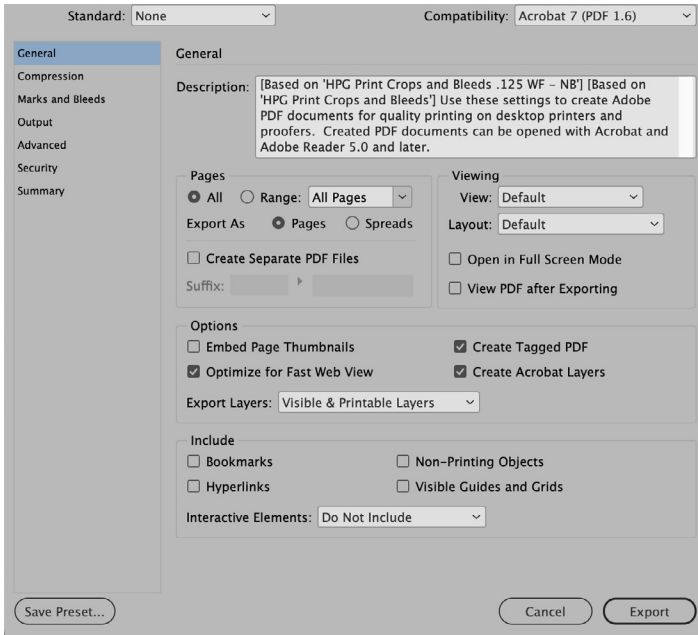 Standard: None Compatibility: Acrobat 7 (PDF 1.6)
General
Compression
Marks and Bleeds
Output
Advanced
Security
Summary
General
Description: [Based on 'HPG Print Crops and Bleeds .125 WF – NB'] [Based on
'HPG Print Crops and Bleeds'] Use these settings to create Adobe
PDF documents for quality printing on desktop printers and
proofers.  Created PDF documents can be opened with Acrobat and
Adobe Reader 5.0 and later.
Pages
All Range: All Pages
Export As Pages Spreads
Create Separate PDF Files
Suffix:
Viewing
View: Default
Layout: Default
Open in Full Screen Mode
View PDF after Exporting
Options
Embed Page Thumbnails Create Tagged PDF
Optimize for Fast Web View Create Acrobat Layers
Export Layers: Visible & Printable Layers
Include
Bookmarks Non-Printing Objects
Hyperlinks Visible Guides and Grids
Interactive Elements: Do Not Include
Save Preset... Cancel Export